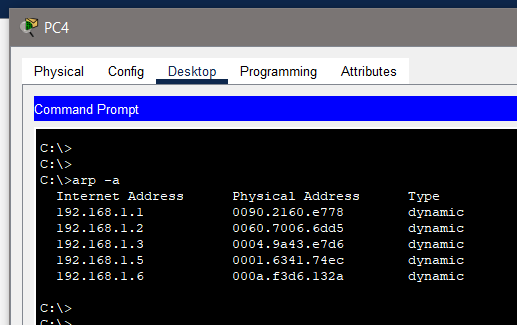 PC4
Physical Config Desktop Programming Attributes
Command Prompt
C:\>
C:\>
C:\>arp -a
Internet Address Physical Address Type
192.168.1.1 0090.2160.e778 dynamic
192.168.1.2 0060.7006.6dd5 dynamic
192.168.1.3 0004.9a43.e7d6 dynamic
192.168.1.5 0001.6341.74ec dynamic
192.168.1.6 000a.f3d6.132a dynamic
C:\>
C:\>